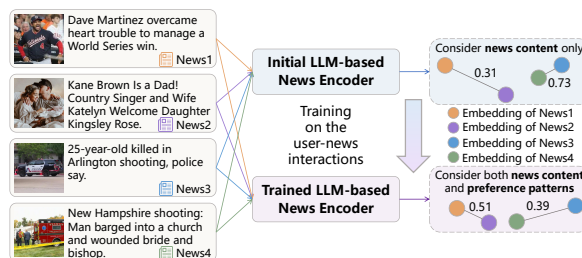 Dave Martinez overcame
heart trouble to manage a
World Series win.
News1
Kane Brown Is a Dad!
Country Singer and Wife
Katelyn Welcome Daughter
Kingsley Rose.
News2
25-year-old killed in
Arlington shooting, police
say.
News3
New Hampshire shooting:
Man barged into a church
and wounded bride and
bishop.
News4
Initial LLM-based
News Encoder
Training
on the
user-news
interactions
Trained LLM-based
News Encoder
Consider news content only
0.31
0.73
Embedding of News1
Embedding of News2
Embedding of News3
Embedding of News4
Consider both news content
and preference patterns
0.51
0.39